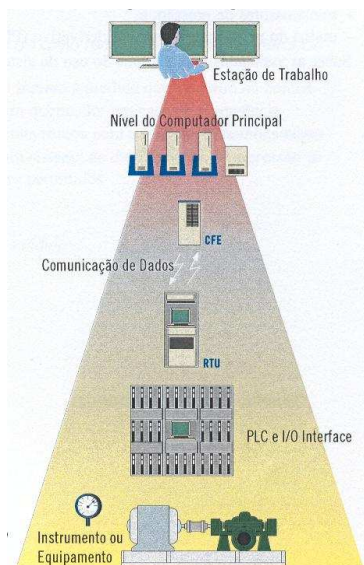 Estação de Trabalho
Nível do Computador Principal
CFE
Comunicação de Dados
RTU
PLC e I/O Interface
Instrumento ou
Equipamento